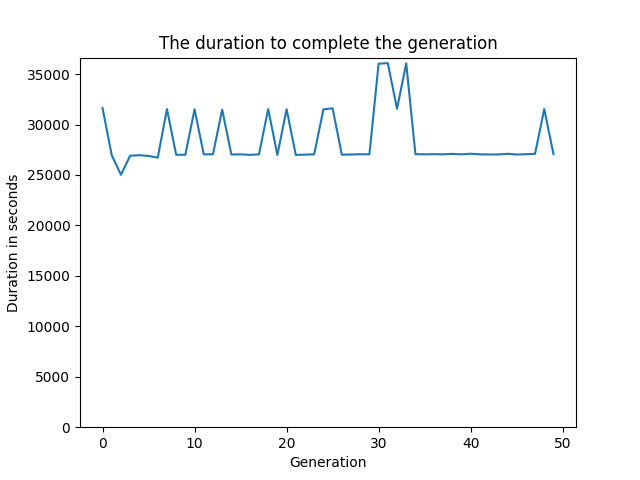 The duration to complete the generation
35000
30000
25000
20000
15000
10000
5000
0
Duration in seconds
0 10 20 30 40 50
Generation